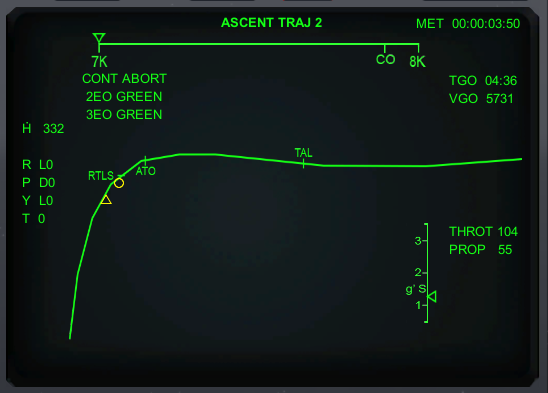 ASCENT TRAJ 2
MET 00:00:03:50
7K
CO 8K
CONT ABORT
2EO GREEN
3EO GREEN
TGO 04:36
VGO 5731
Ḣ 332
R L0
P D0
Y L0
T 0
RTLS
ATO
TAL
THROT 104
PROP 55
3
2
g'S
1